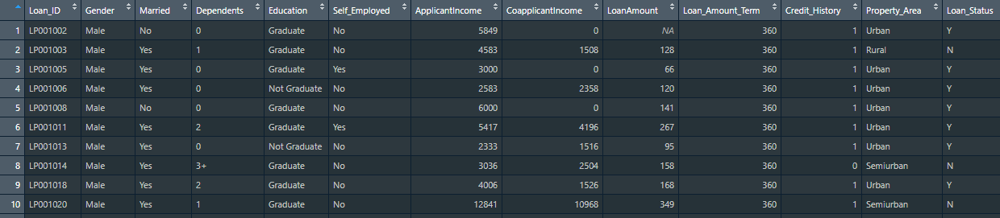 Loan_ID Gender Married Dependents Education Self_Employed ApplicantIncome CoapplicantIncome LoanAmount Loan_Amount_Term Credit_History Property_Area Loan_Status
1 LP001002 Male No 0 Graduate No 5849 0 NA 360 1 Urban Y
2 LP001003 Male Yes 1 Graduate No 4583 1508 128 360 1 Rural N
3 LP001005 Male Yes 0 Graduate Yes 3000 0 66 360 1 Urban Y
4 LP001006 Male Yes 0 Not Graduate No 2583 2358 120 360 1 Urban Y
5 LP001008 Male No 0 Graduate No 6000 0 141 360 1 Urban Y
6 LP001011 Male Yes 2 Graduate Yes 5417 4196 267 360 1 Urban Y
7 LP001013 Male Yes 0 Not Graduate No 2333 1516 95 360 1 Urban Y
8 LP001014 Male Yes 3+ Graduate No 3036 2504 158 360 0 Semiurban N
9 LP001018 Male Yes 2 Graduate No 4006 1526 168 360 1 Urban Y
10 LP001020 Male Yes 1 Graduate No 12841 10968 349 360 1 Semiurban N